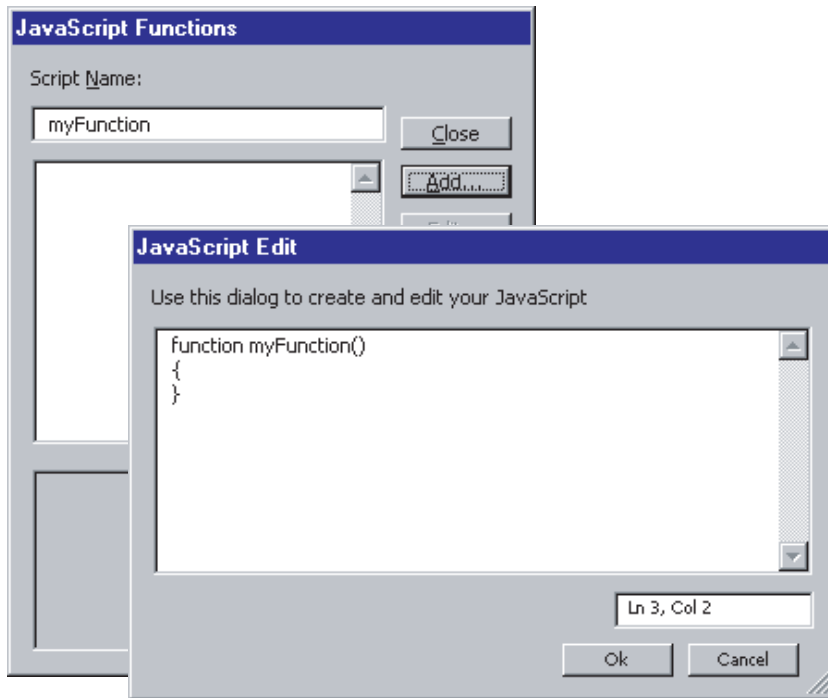 JavaScript Functions
Script Name:
myFunction
Close
Add...
JavaScript Edit
Use this dialog to create and edit your JavaScript
function myFunction()
{
}
Ln 3, Col 2
Ok
Cancel